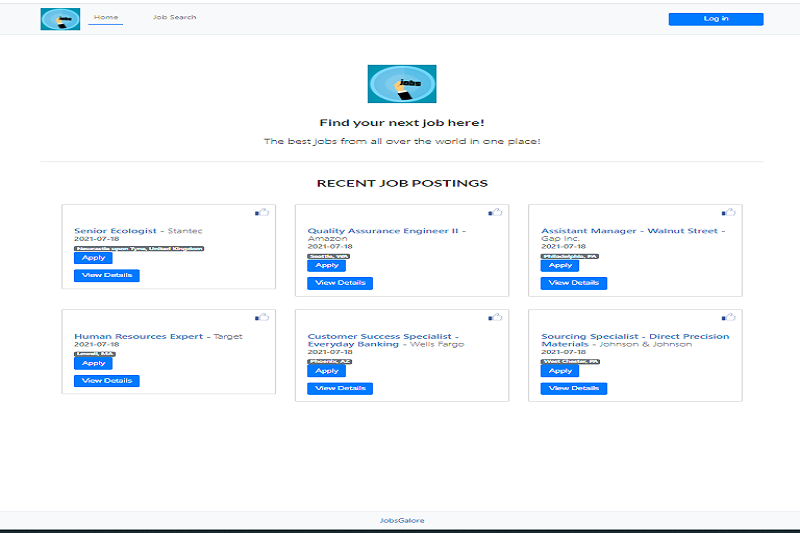 jobs
Home
Job Search
Log in
jobs
Find your next job here!
The best jobs from all over the world in one place!
RECENT JOB POSTINGS
Senior Ecologist - Stantec
2021-07-18
Newcastle upon Tyne, United Kingdom
Apply
View Details
Quality Assurance Engineer II -
Amazon
2021-07-18
Seattle, WA
Apply
View Details
Assistant Manager - Walnut Street -
Gap Inc.
2021-07-18
Philadelphia, PA
Apply
View Details
Human Resources Expert - Target
2021-07-18
Lowell, MA
Apply
View Details
Customer Success Specialist -
Everyday Banking - Wells Fargo
2021-07-18
Phoenix, AZ
Apply
View Details
Sourcing Specialist - Direct Precision
Materials - Johnson & Johnson
2021-07-18
West Chester, PA
Apply
View Details
JobsGalore